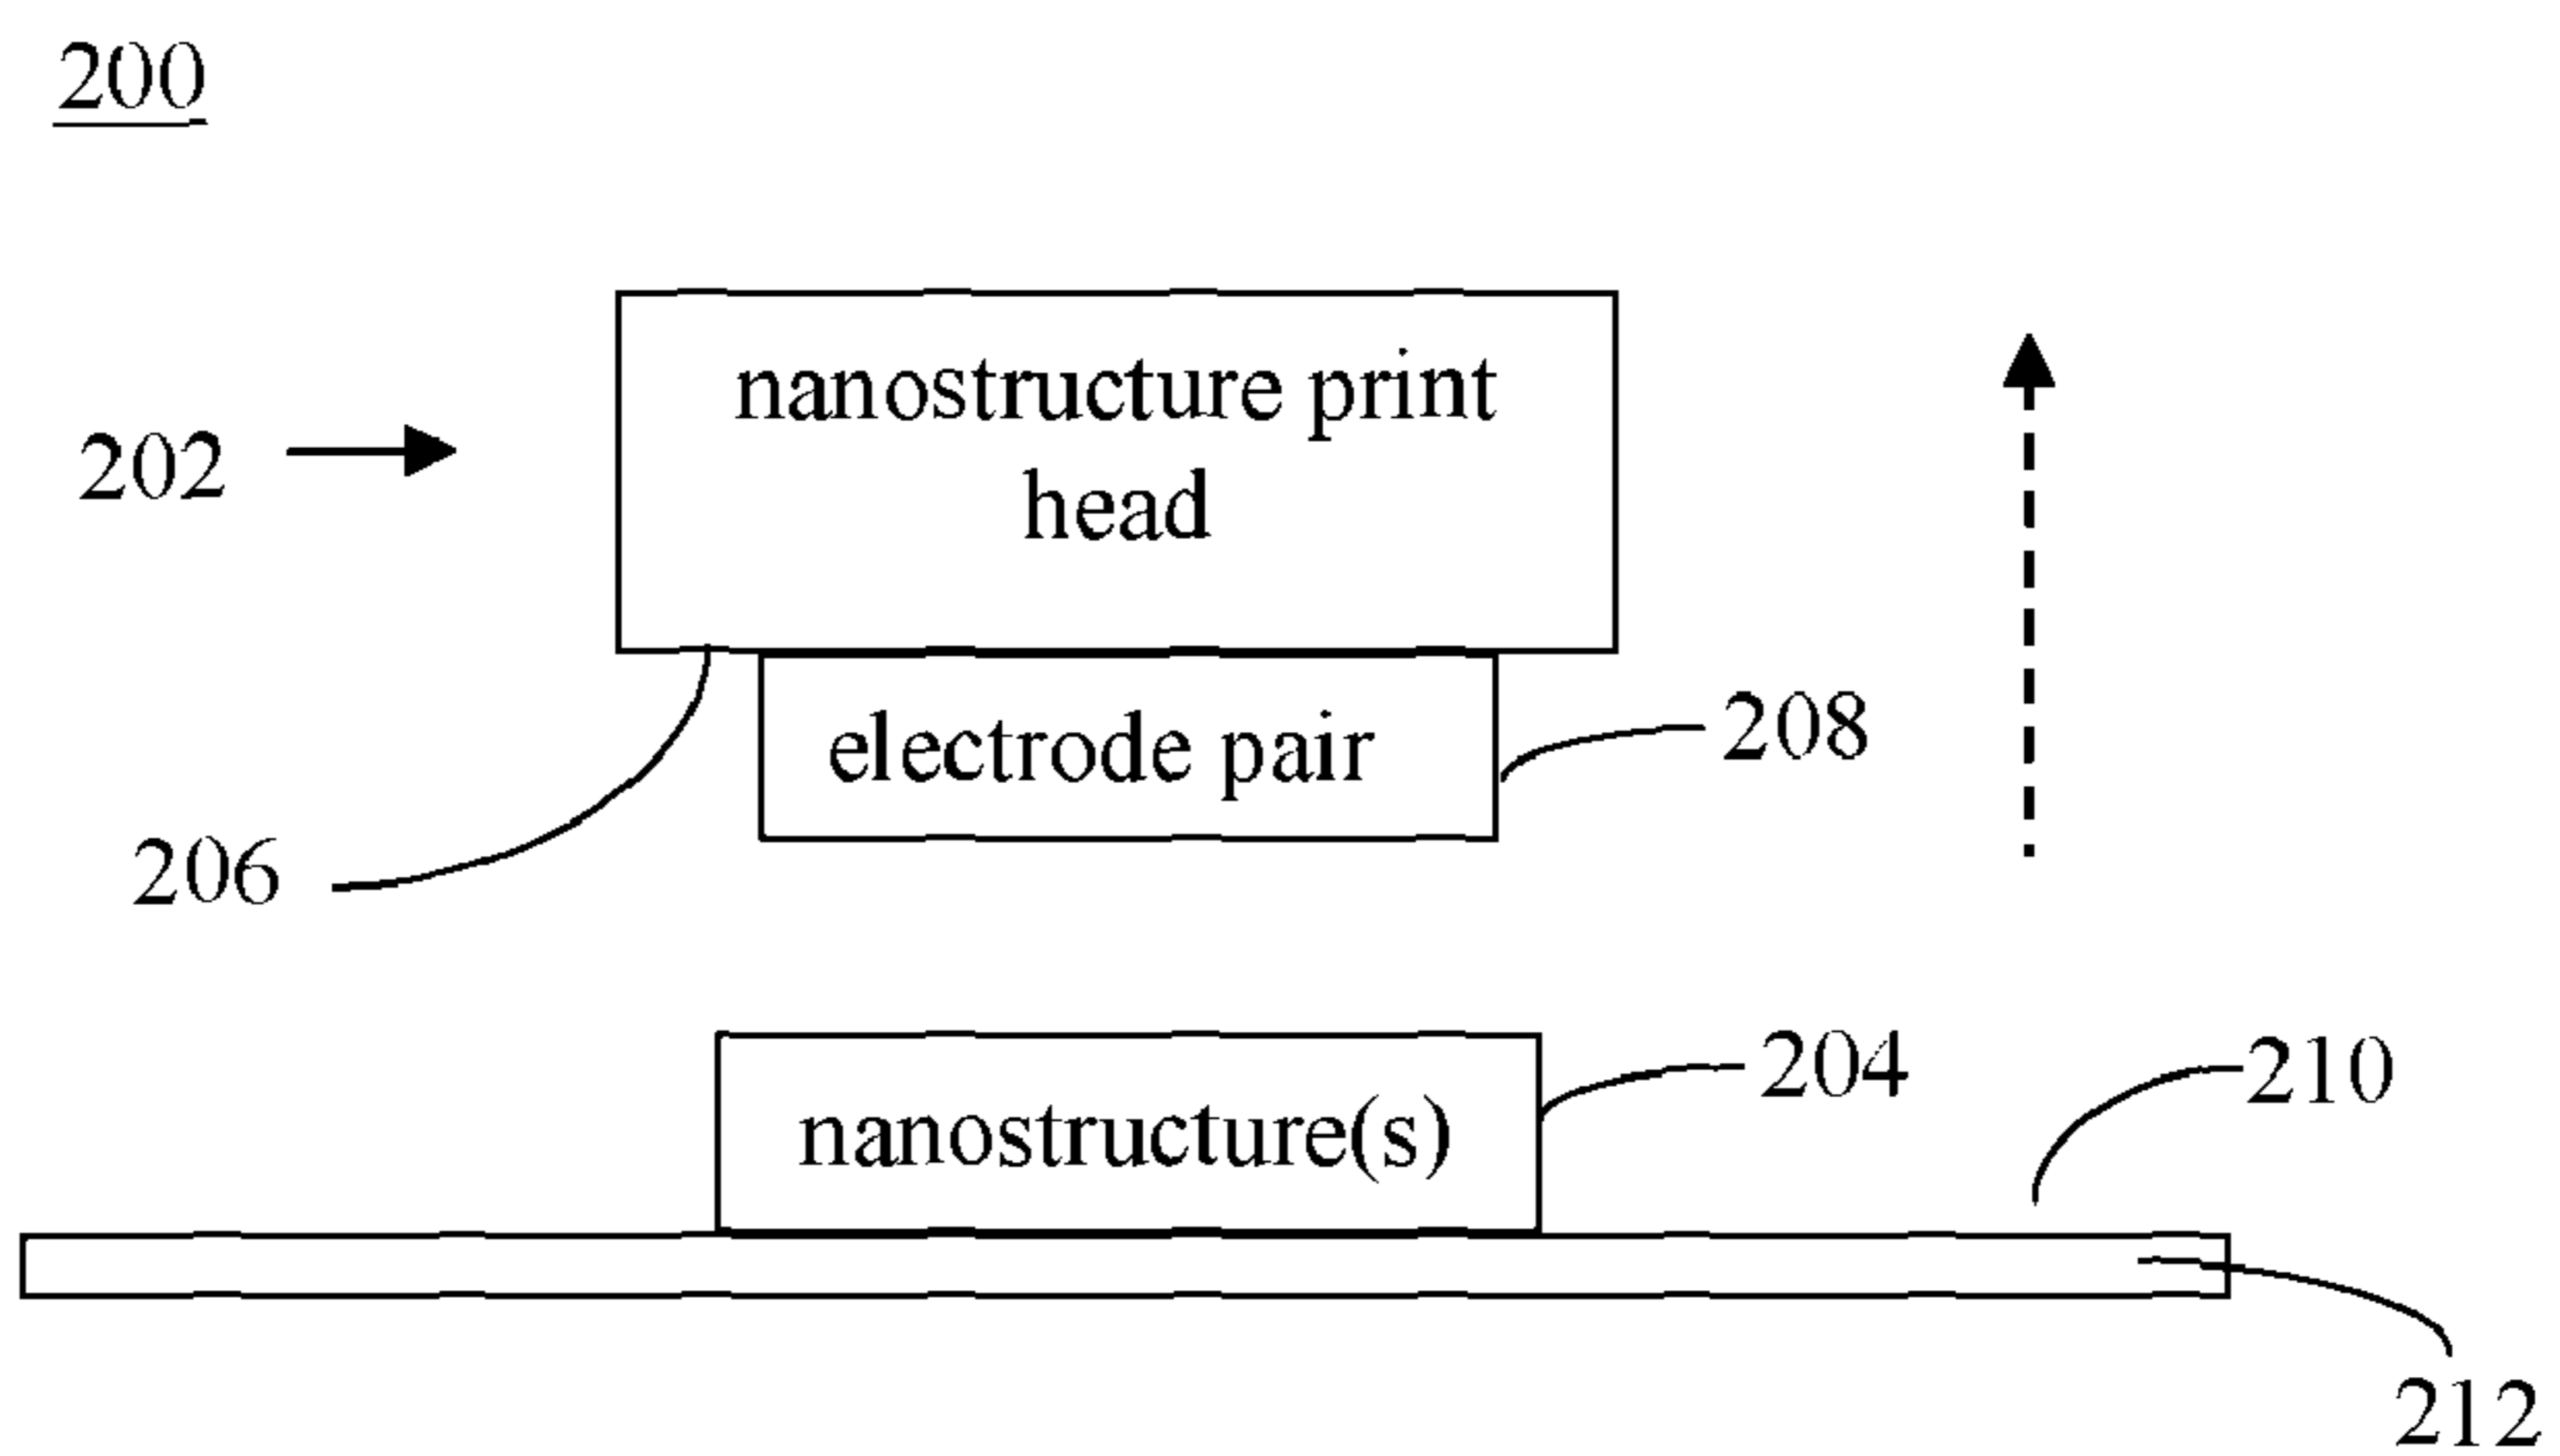 200
nanostructure print
head
202
electrode pair
208
206
nanostructure(s)
204
210
212